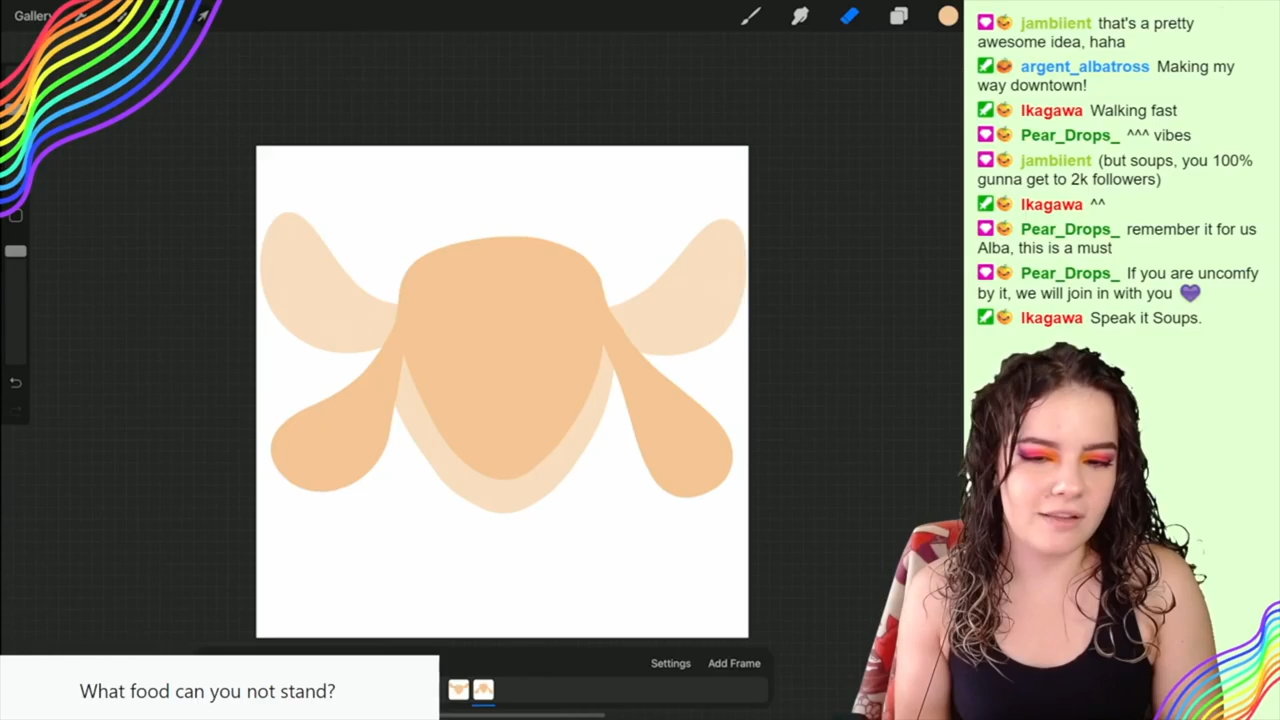 Gallery
jambiient that's a pretty
awesome idea, haha
argent_albatross Making my
way downtown!
Ikagawa Walking fast
Pear_Drops_ ^^^ vibes
jambiient (but soups, you 100%
gunna get to 2k followers)
Ikagawa ^^
Pear_Drops_ remember it for us
Alba, this is a must
Pear_Drops_ If you are uncomfy
by it, we will join in with you 💜
Ikagawa Speak it Soups.
Settings Add Frame
What food can you not stand?